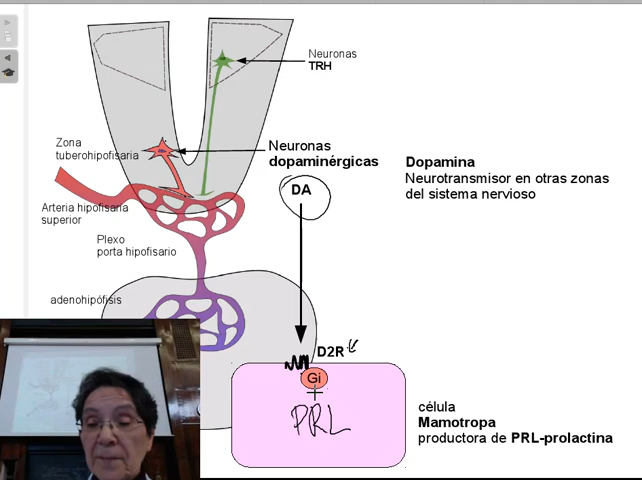 Neuronas
TRH
Zona
tuberohipofisaria
Neuronas
dopaminérgicas
Dopamina
Neurotransmisor en otras zonas
del sistema nervioso
DA
Arteria hipofisaria
superior
Plexo
porta hipofisario
adenohipófisis
D2R
Gi
PRL
célula
Mamotropa
productora de PRL-prolactina